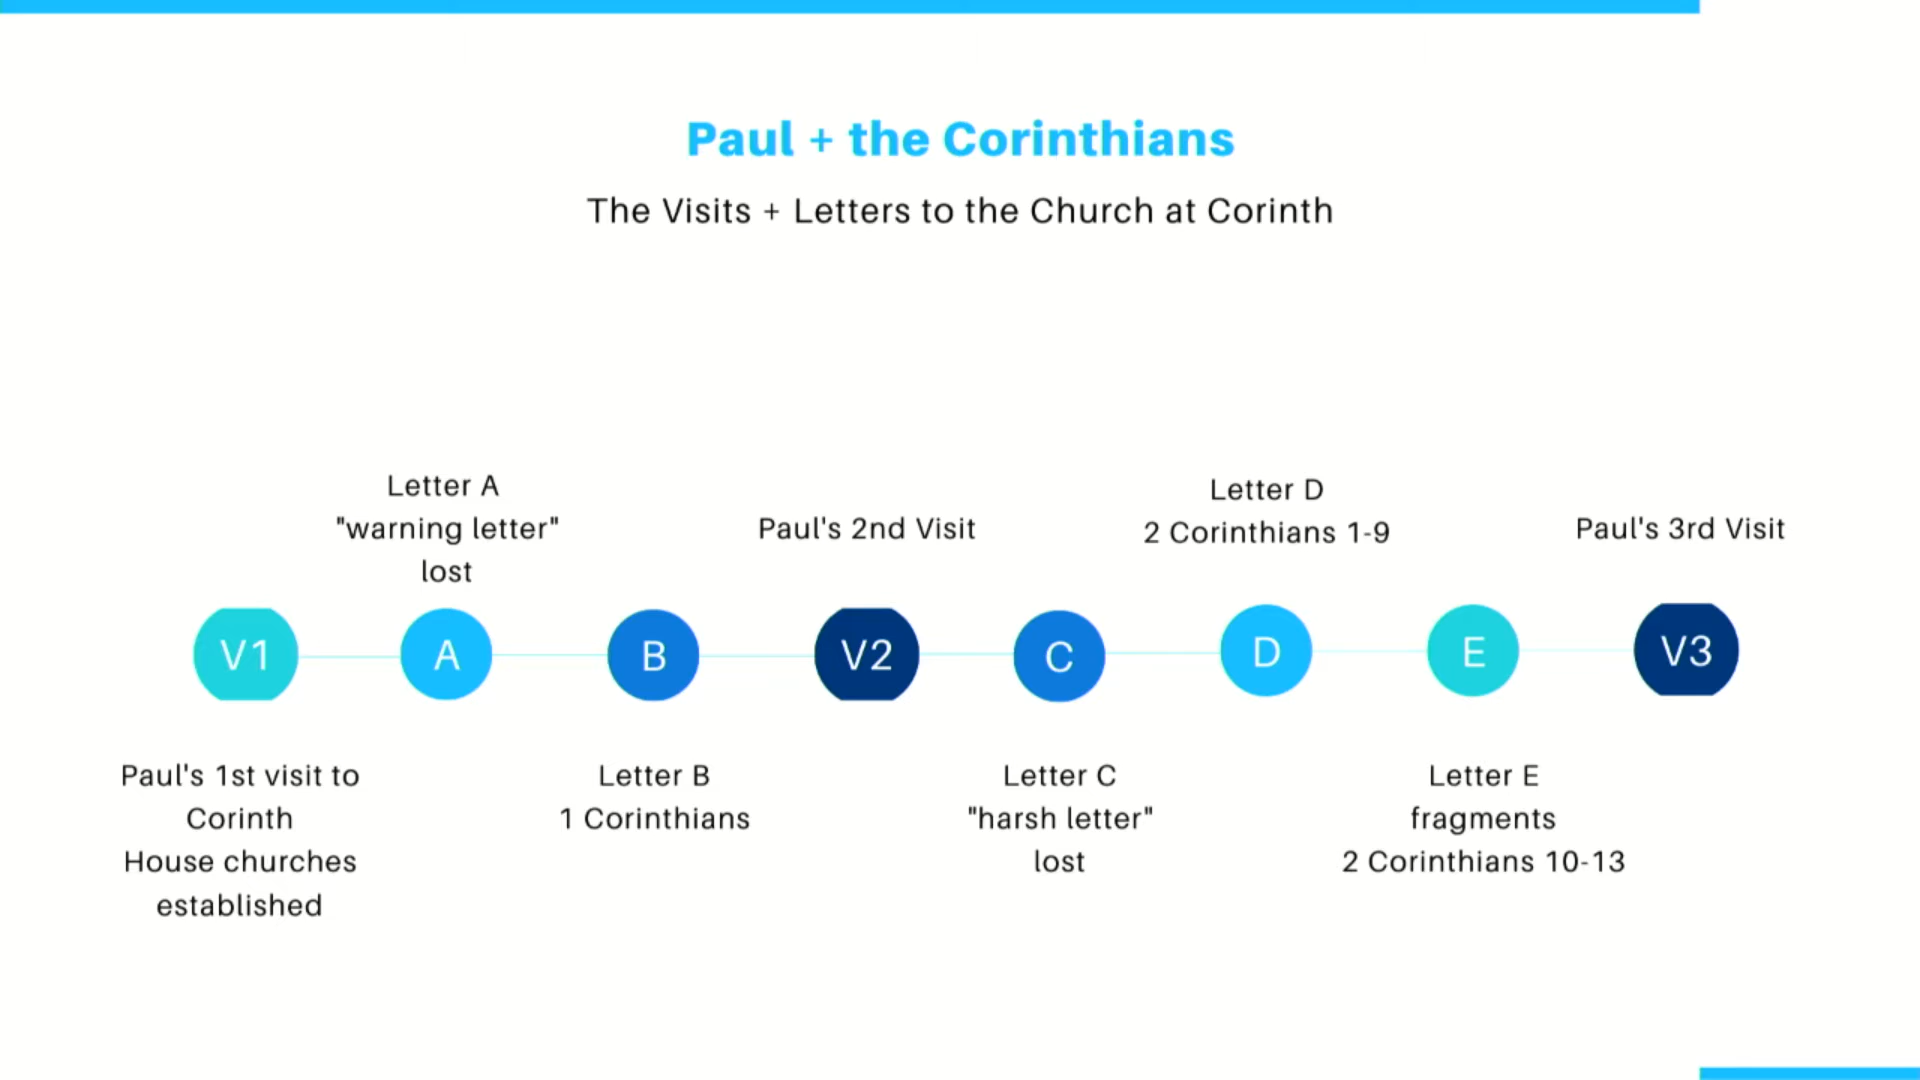 Paul + the Corinthians
The Visits + Letters to the Church at Corinth
Letter A
"warning letter"
lost
Paul's 2nd Visit
Letter D
2 Corinthians 1-9
Paul's 3rd Visit
V1
A
B
V2
C
D
E
V3
Paul's 1st visit to
Corinth
House churches
established
Letter B
1 Corinthians
Letter C
"harsh letter"
lost
Letter E
fragments
2 Corinthians 10-13